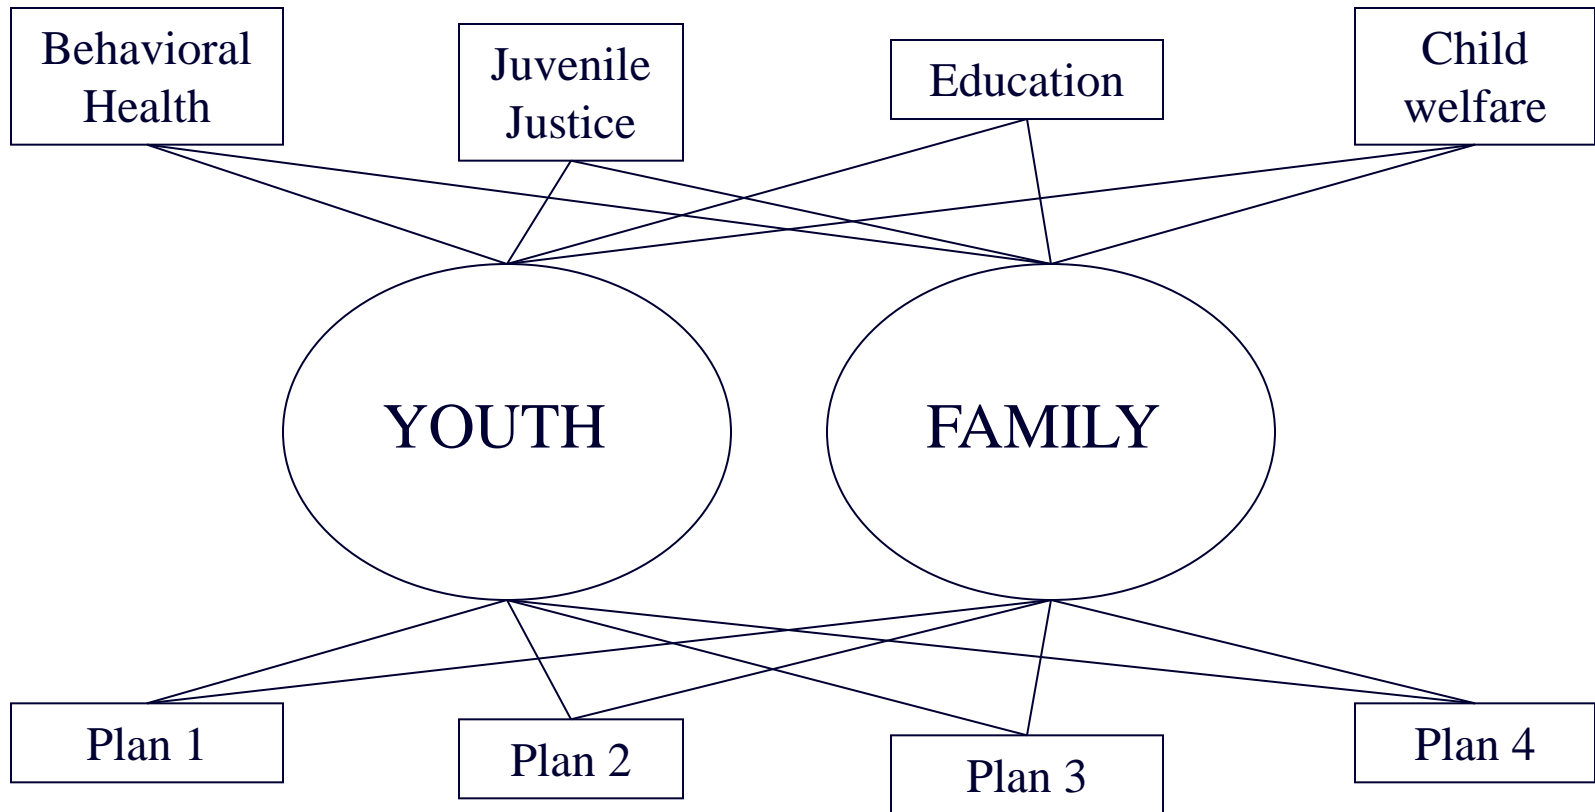 Behavioral
Health
Juvenile
Justice
Education
Child
welfare
YOUTH
FAMILY
Plan 1
Plan 2
Plan 3
Plan 4